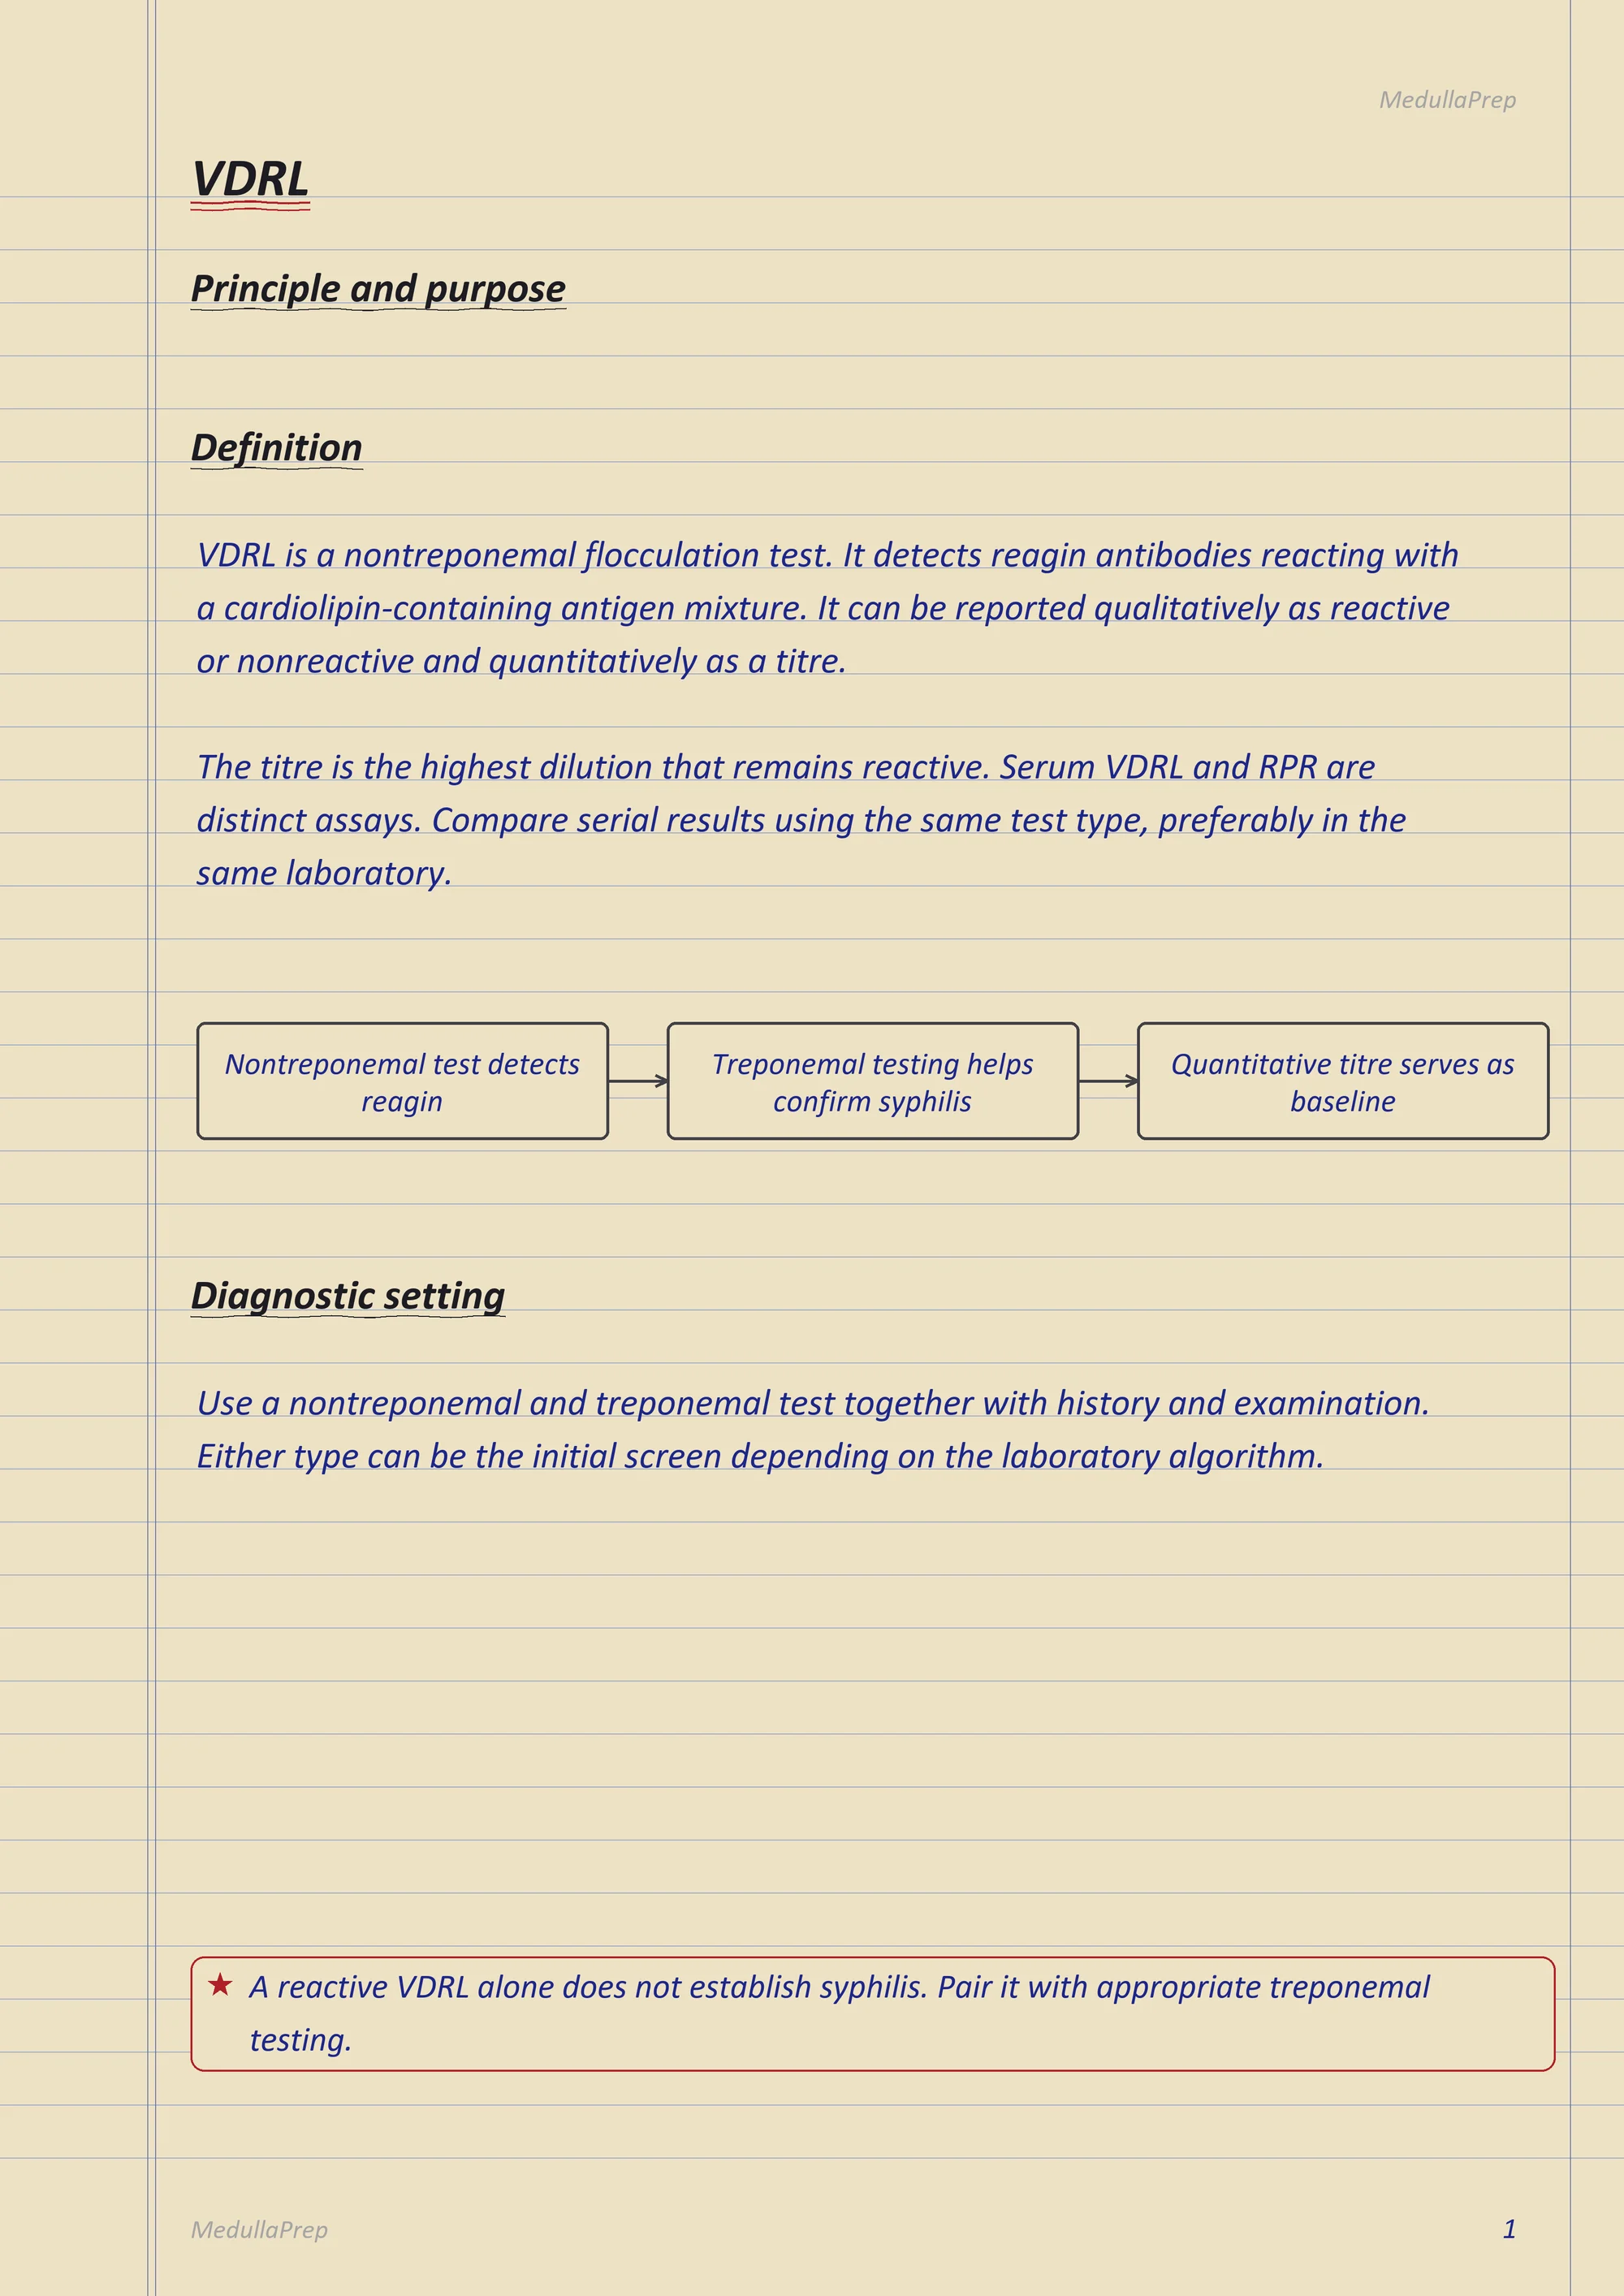 MedullaPrep
VDRL
Principle and purpose
Definition
VDRL is a nontreponemal flocculation test. It detects reagin antibodies reacting with
a cardiolipin-containing antigen mixture. It can be reported qualitatively as reactive
or nonreactive and quantitatively as a titre.
The titre is the highest dilution that remains reactive. Serum VDRL and RPR are
distinct assays. Compare serial results using the same test type, preferably in the
same laboratory.
Nontreponemal test detects
reagin
Treponemal testing helps
confirm syphilis
Quantitative titre serves as
baseline
Diagnostic setting
Use a nontreponemal and treponemal test together with history and examination.
Either type can be the initial screen depending on the laboratory algorithm.
★ A reactive VDRL alone does not establish syphilis. Pair it with appropriate treponemal
testing.
MedullaPrep
1